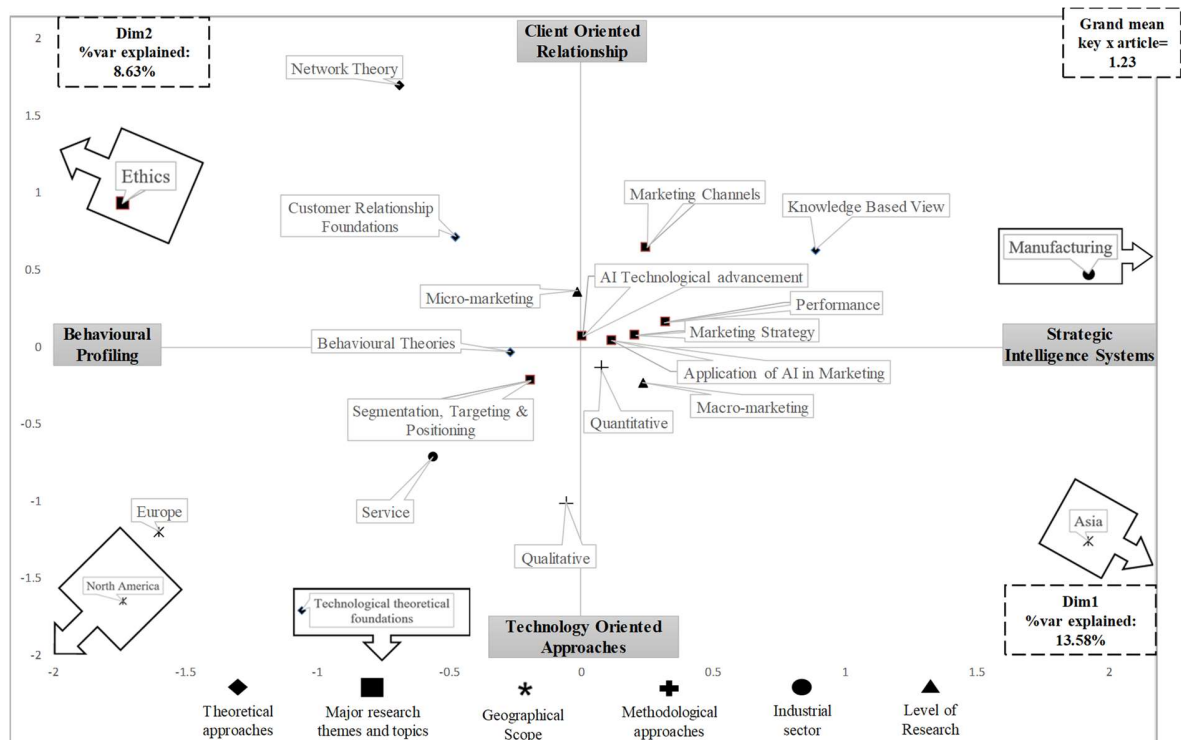 Dim2
%var explained:
8.63%
Client Oriented
Relationship
Grand mean
key x article=
1.23
2
Network Theory
1.5
Ethics
1
Marketing Channels
Customer Relationship
Foundations
Knowledge Based View
0.5
Manufacturing
AI Technological advancement
Micro-marketing
Performance
Marketing Strategy
Behavioural
Profiling
Behavioural Theories
0
Strategic
Intelligence Systems
Application of AI in Marketing
Segmentation, Targeting &
Positioning
Macro-marketing
Quantitative
-0.5
Service
-1
Europe
Asia
Qualitative
-1.5
North America
Technological theoretical
foundations
Dim1
%var explained:
13.58%
Technology Oriented
Approaches
-2
-2
-1.5
-1
-0.5
0
0.5
1
1.5
2
Theoretical
approaches
Major research
themes and topics
Geographical
Scope
Methodological
approaches
Industrial
sector
Level of
Research